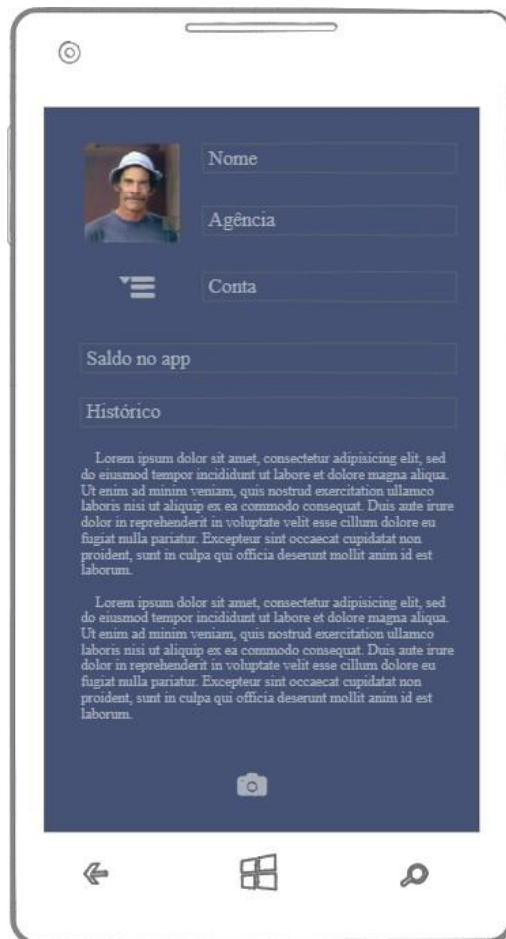 Nome
Agência
Conta
Saldo no app
Histórico
Lorem ipsum dolor sit amet, consectetur adipisicing elit, sed
do eiusmod tempor incididunt ut labore et dolore magna aliqua.
Ut enim ad minim veniam, quis nostrud exercitation ullamco
laboris nisi ut aliquip ex ea commodo consequat. Duis aute irure
dolor in reprehenderit in voluptate velit esse cillum dolore eu
fugiat nulla pariatur. Excepteur sint occaecat cupidatat non
proident, sunt in culpa qui officia deserunt mollit anim id est
laborum.
Lorem ipsum dolor sit amet, consectetur adipisicing elit, sed
do eiusmod tempor incididunt ut labore et dolore magna aliqua.
Ut enim ad minim veniam, quis nostrud exercitation ullamco
laboris nisi ut aliquip ex ea commodo consequat. Duis aute irure
dolor in reprehenderit in voluptate velit esse cillum dolore eu
fugiat nulla pariatur. Excepteur sint occaecat cupidatat non
proident, sunt in culpa qui officia deserunt mollit anim id est
laborum.